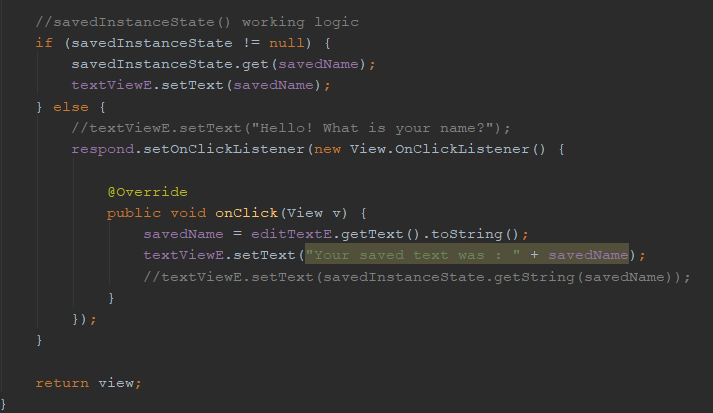 //savedInstanceState() working logic
if (savedInstanceState != null) {
savedInstanceState.get(savedName);
textViewE.setText(savedName);
} else {
//textViewE.setText("Hello! What is your name?");
respond.setOnClickListener(new View.OnClickListener() {
@Override
public void onClick(View v) {
savedName = editTextE.getText().toString();
textViewE.setText("Your saved text was : " + savedName);
//textViewE.setText(savedInstanceState.getString(savedName));
}
});
}
return view;
}